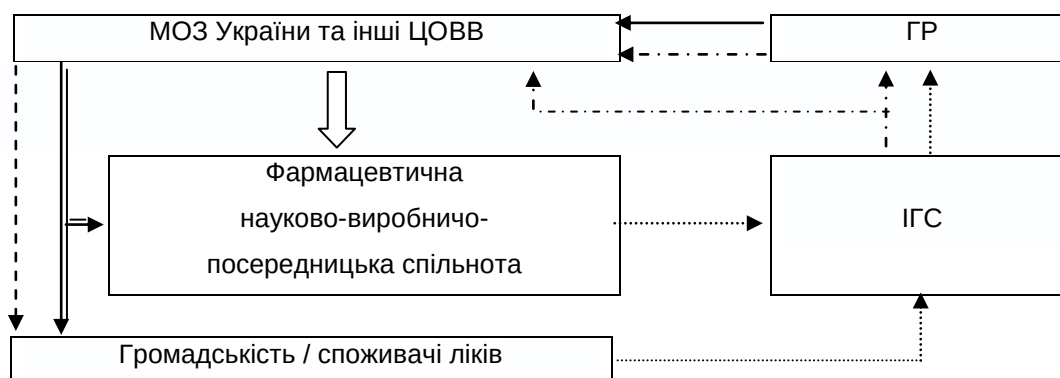 МОЗ України та інші ЦОВВ
ГР
Фармацевтична
науково-виробничо-
посередницька спільнота
ІГС
Громадськість / споживачі ліків